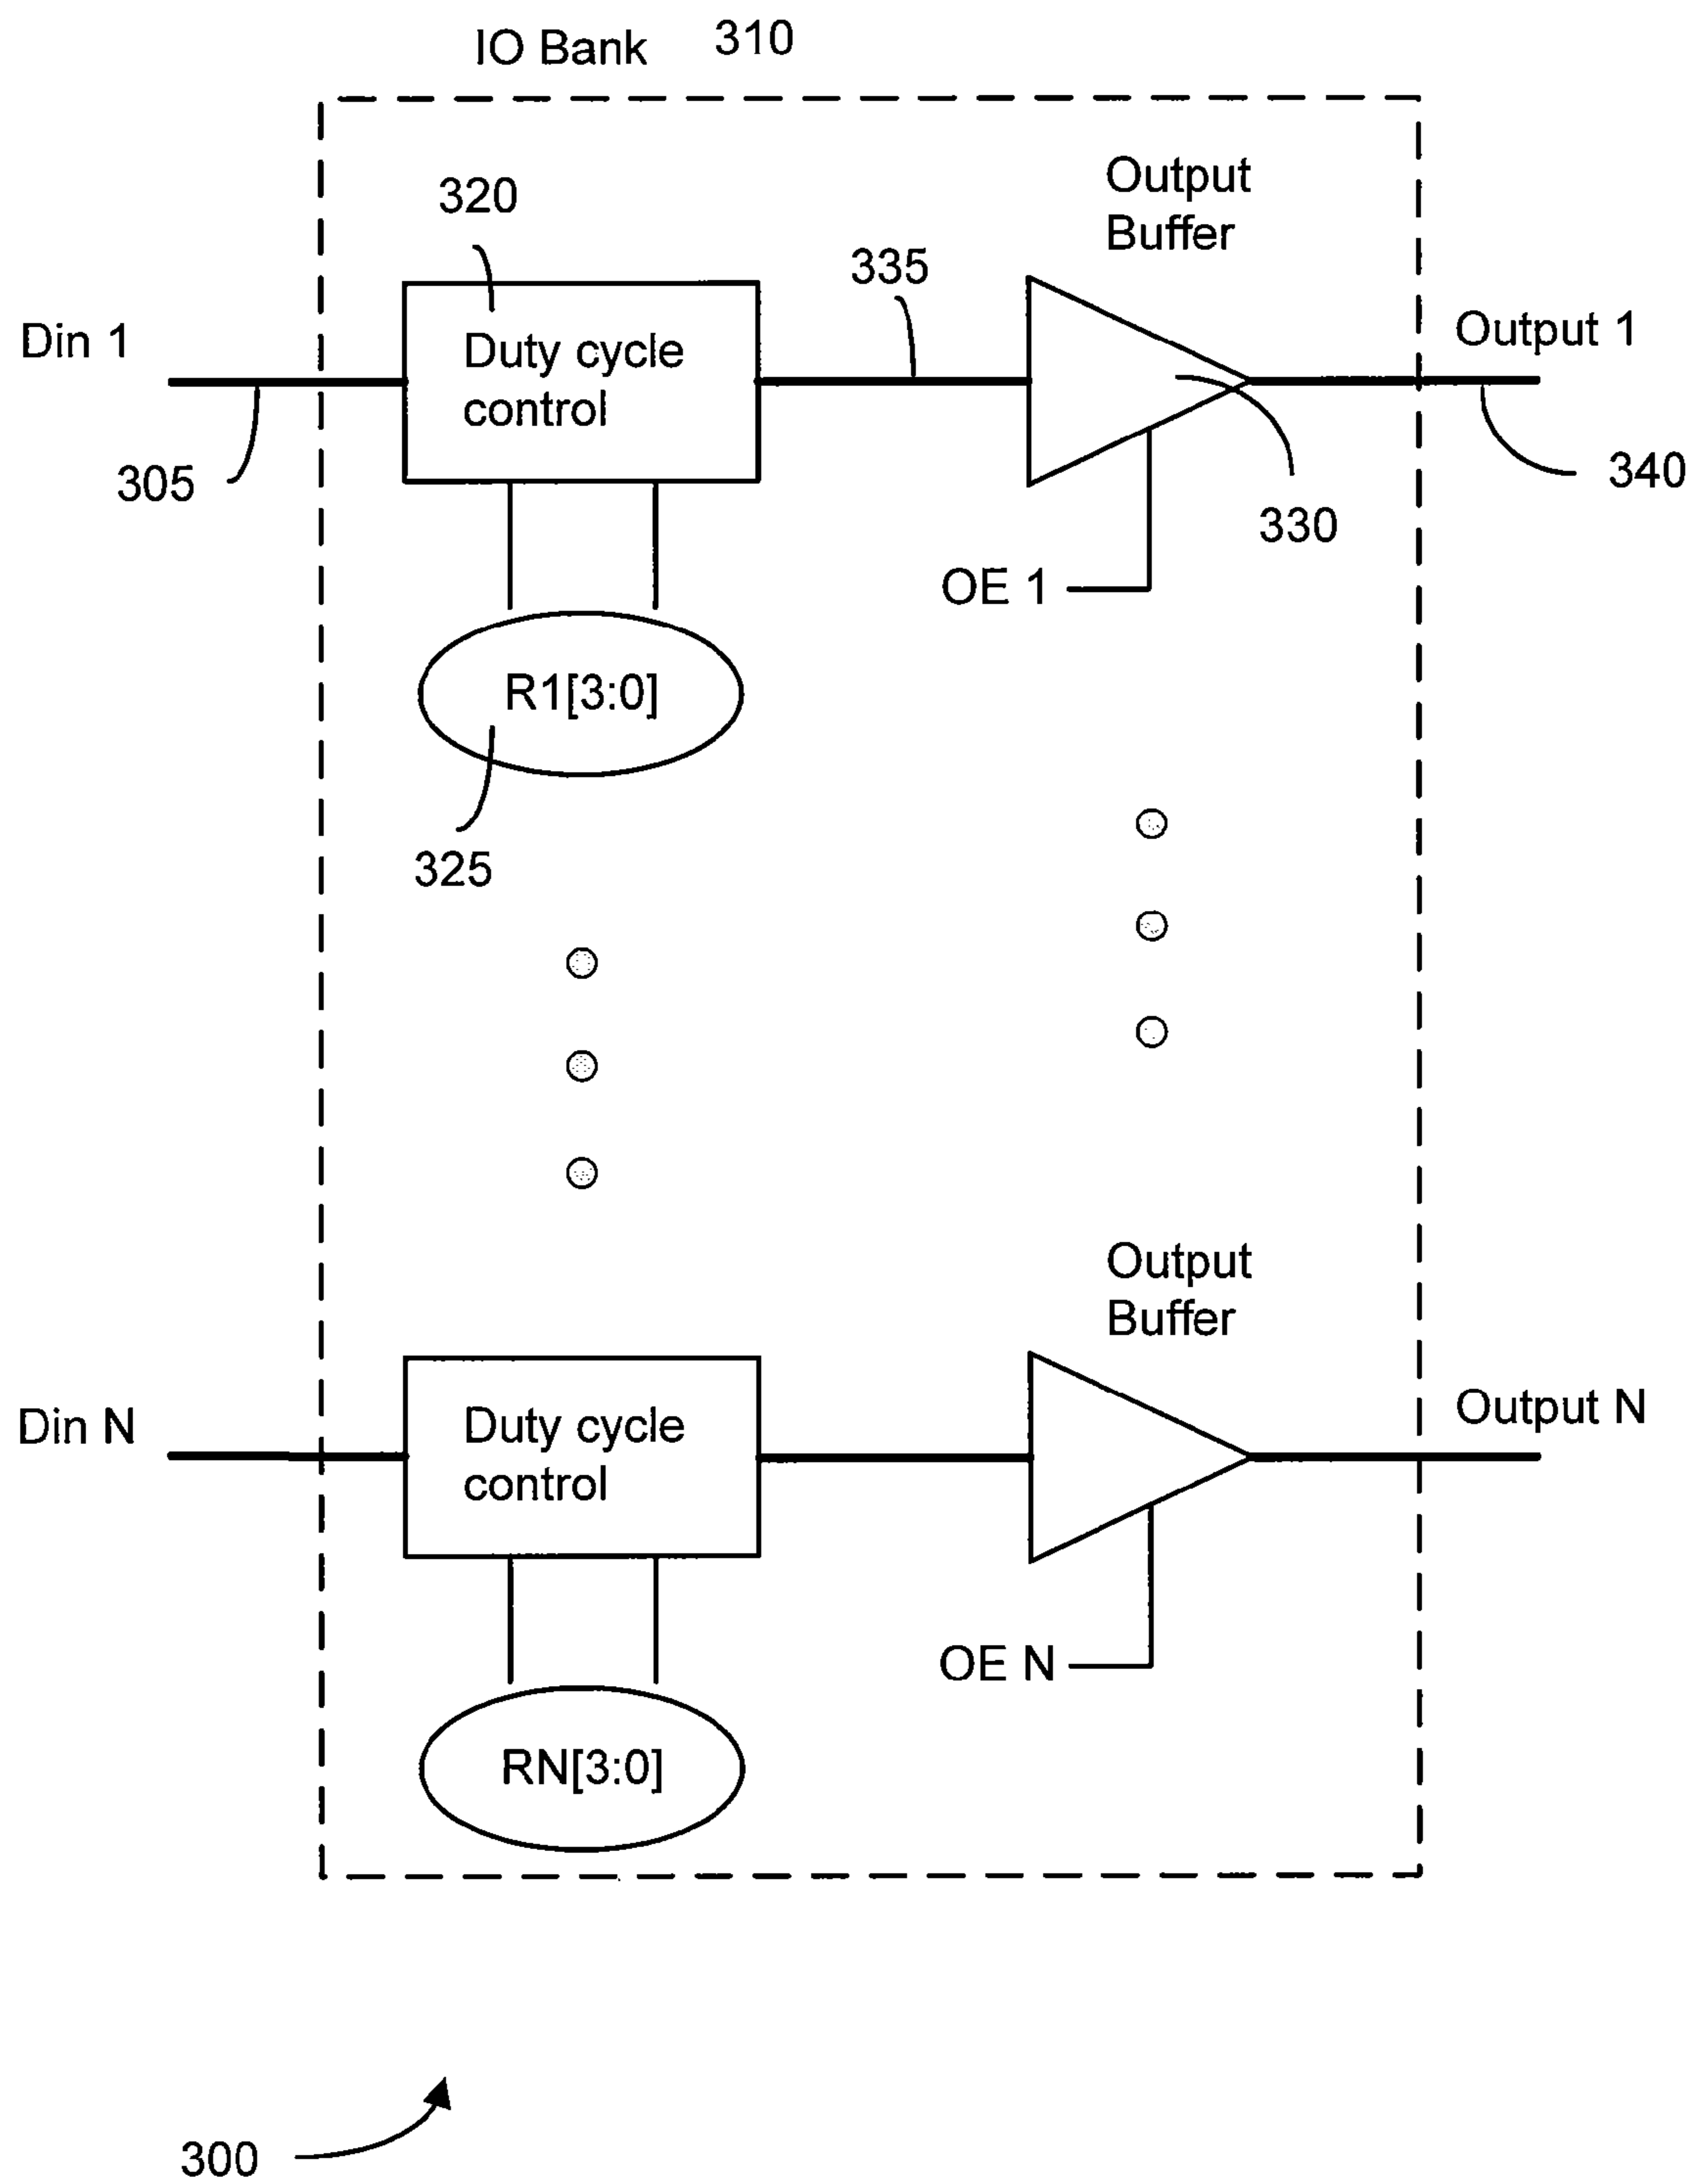 IO Bank 310
Output
Buffer
320
335
Din 1
Duty cycle
control
Output 1
305
340
330
OE 1
R1[3:0]
325
Output
Buffer
Din N
Duty cycle
control
Output N
OE N
RN[3:0]
300